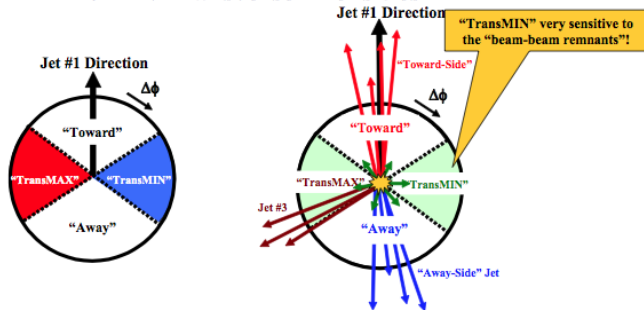 Jet #1 Direction
Δϕ
“Toward”
“TransMAX” “TransMIN”
“Away”
Jet #1 Direction
“TransMIN” very sensitive to
the “beam-beam remnants”!
“Toward-Side”
Δϕ
“Toward”
“TransMAX” “TransMIN”
Jet #3
“Away”
“Away-Side” Jet